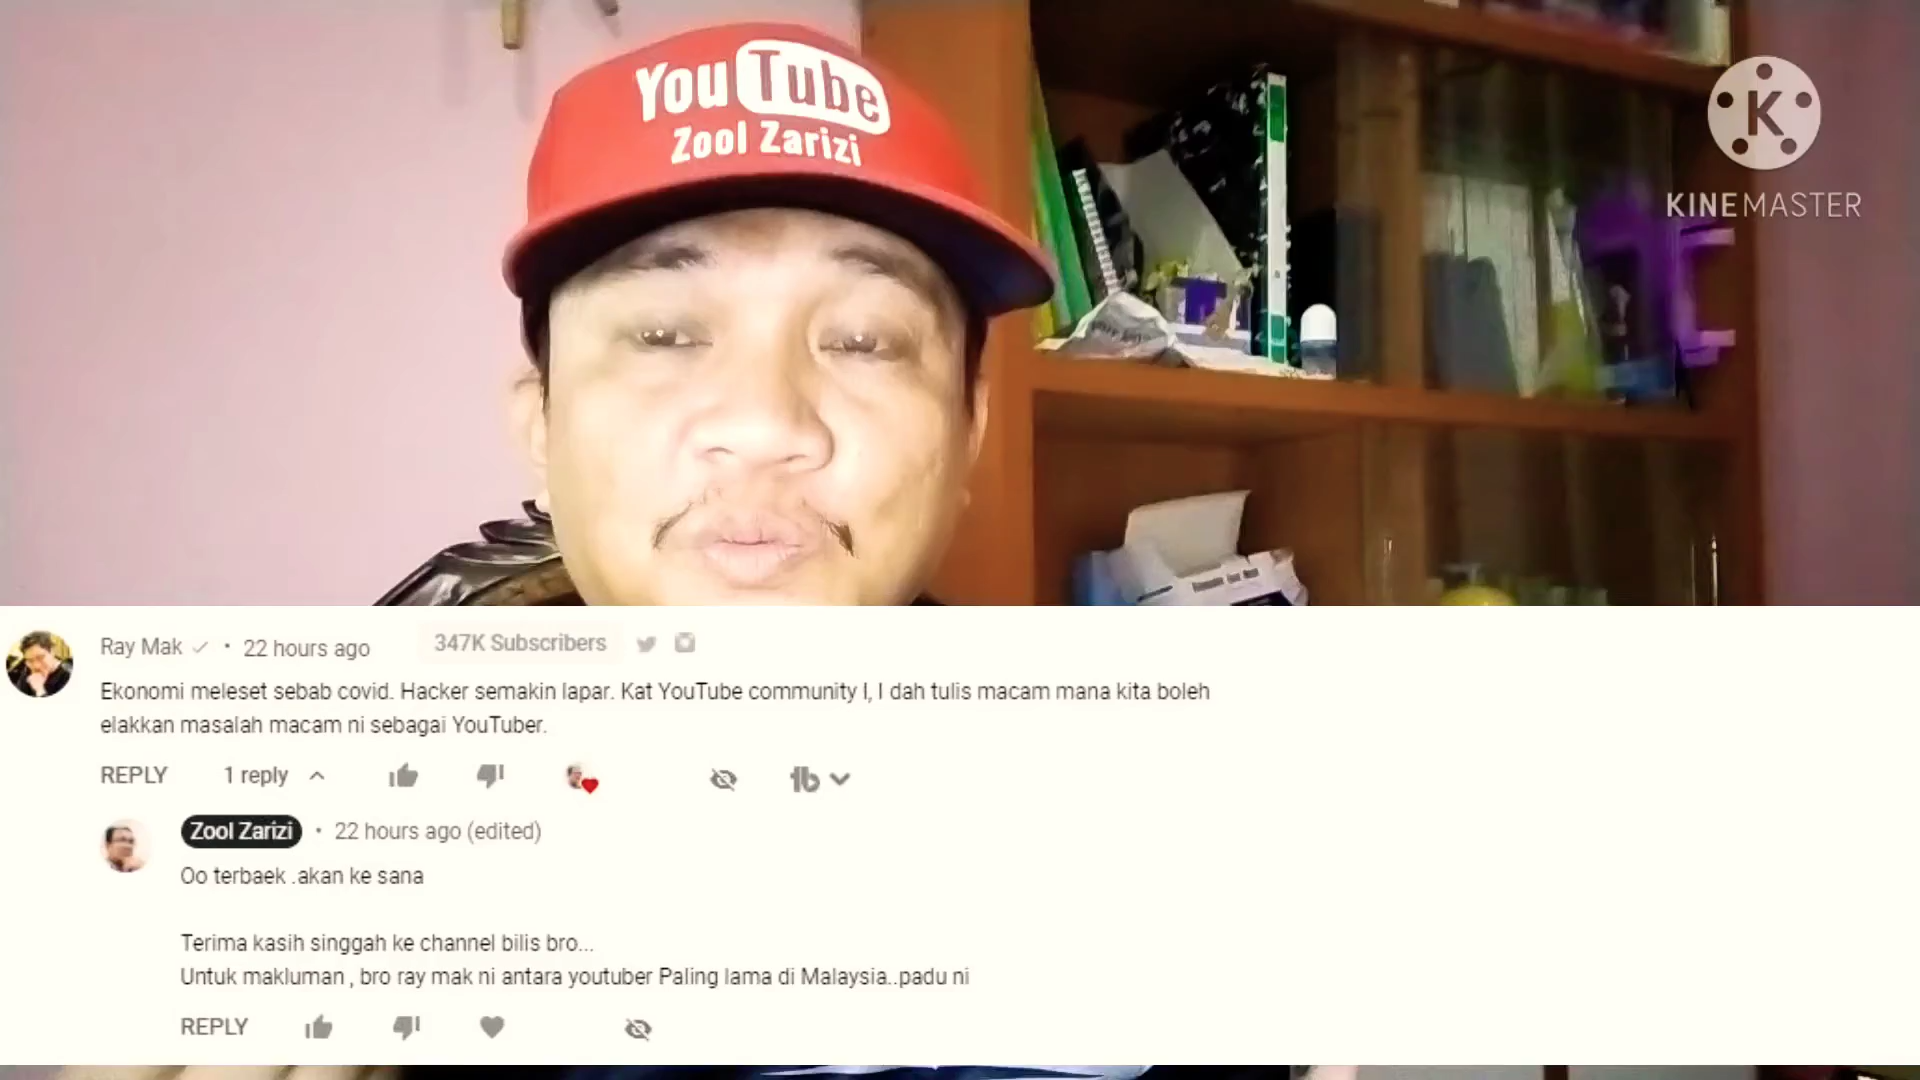 YouTube
Zool Zarizi
K
KINEMASTER
Ray Mak • 22 hours ago 347K Subscribers
Ekonomi meleset sebab covid. Hacker semakin lapar. Kat YouTube community I, I dah tulis macam mana kita boleh
elakkan masalah macam ni sebagai YouTuber.
REPLY 1 reply
Zool Zarizi • 22 hours ago (edited)
Oo terbaek .akan ke sana
Terima kasih singgah ke channel bilis bro...
Untuk makluman , bro ray mak ni antara youtuber Paling lama di Malaysia..padu ni
REPLY